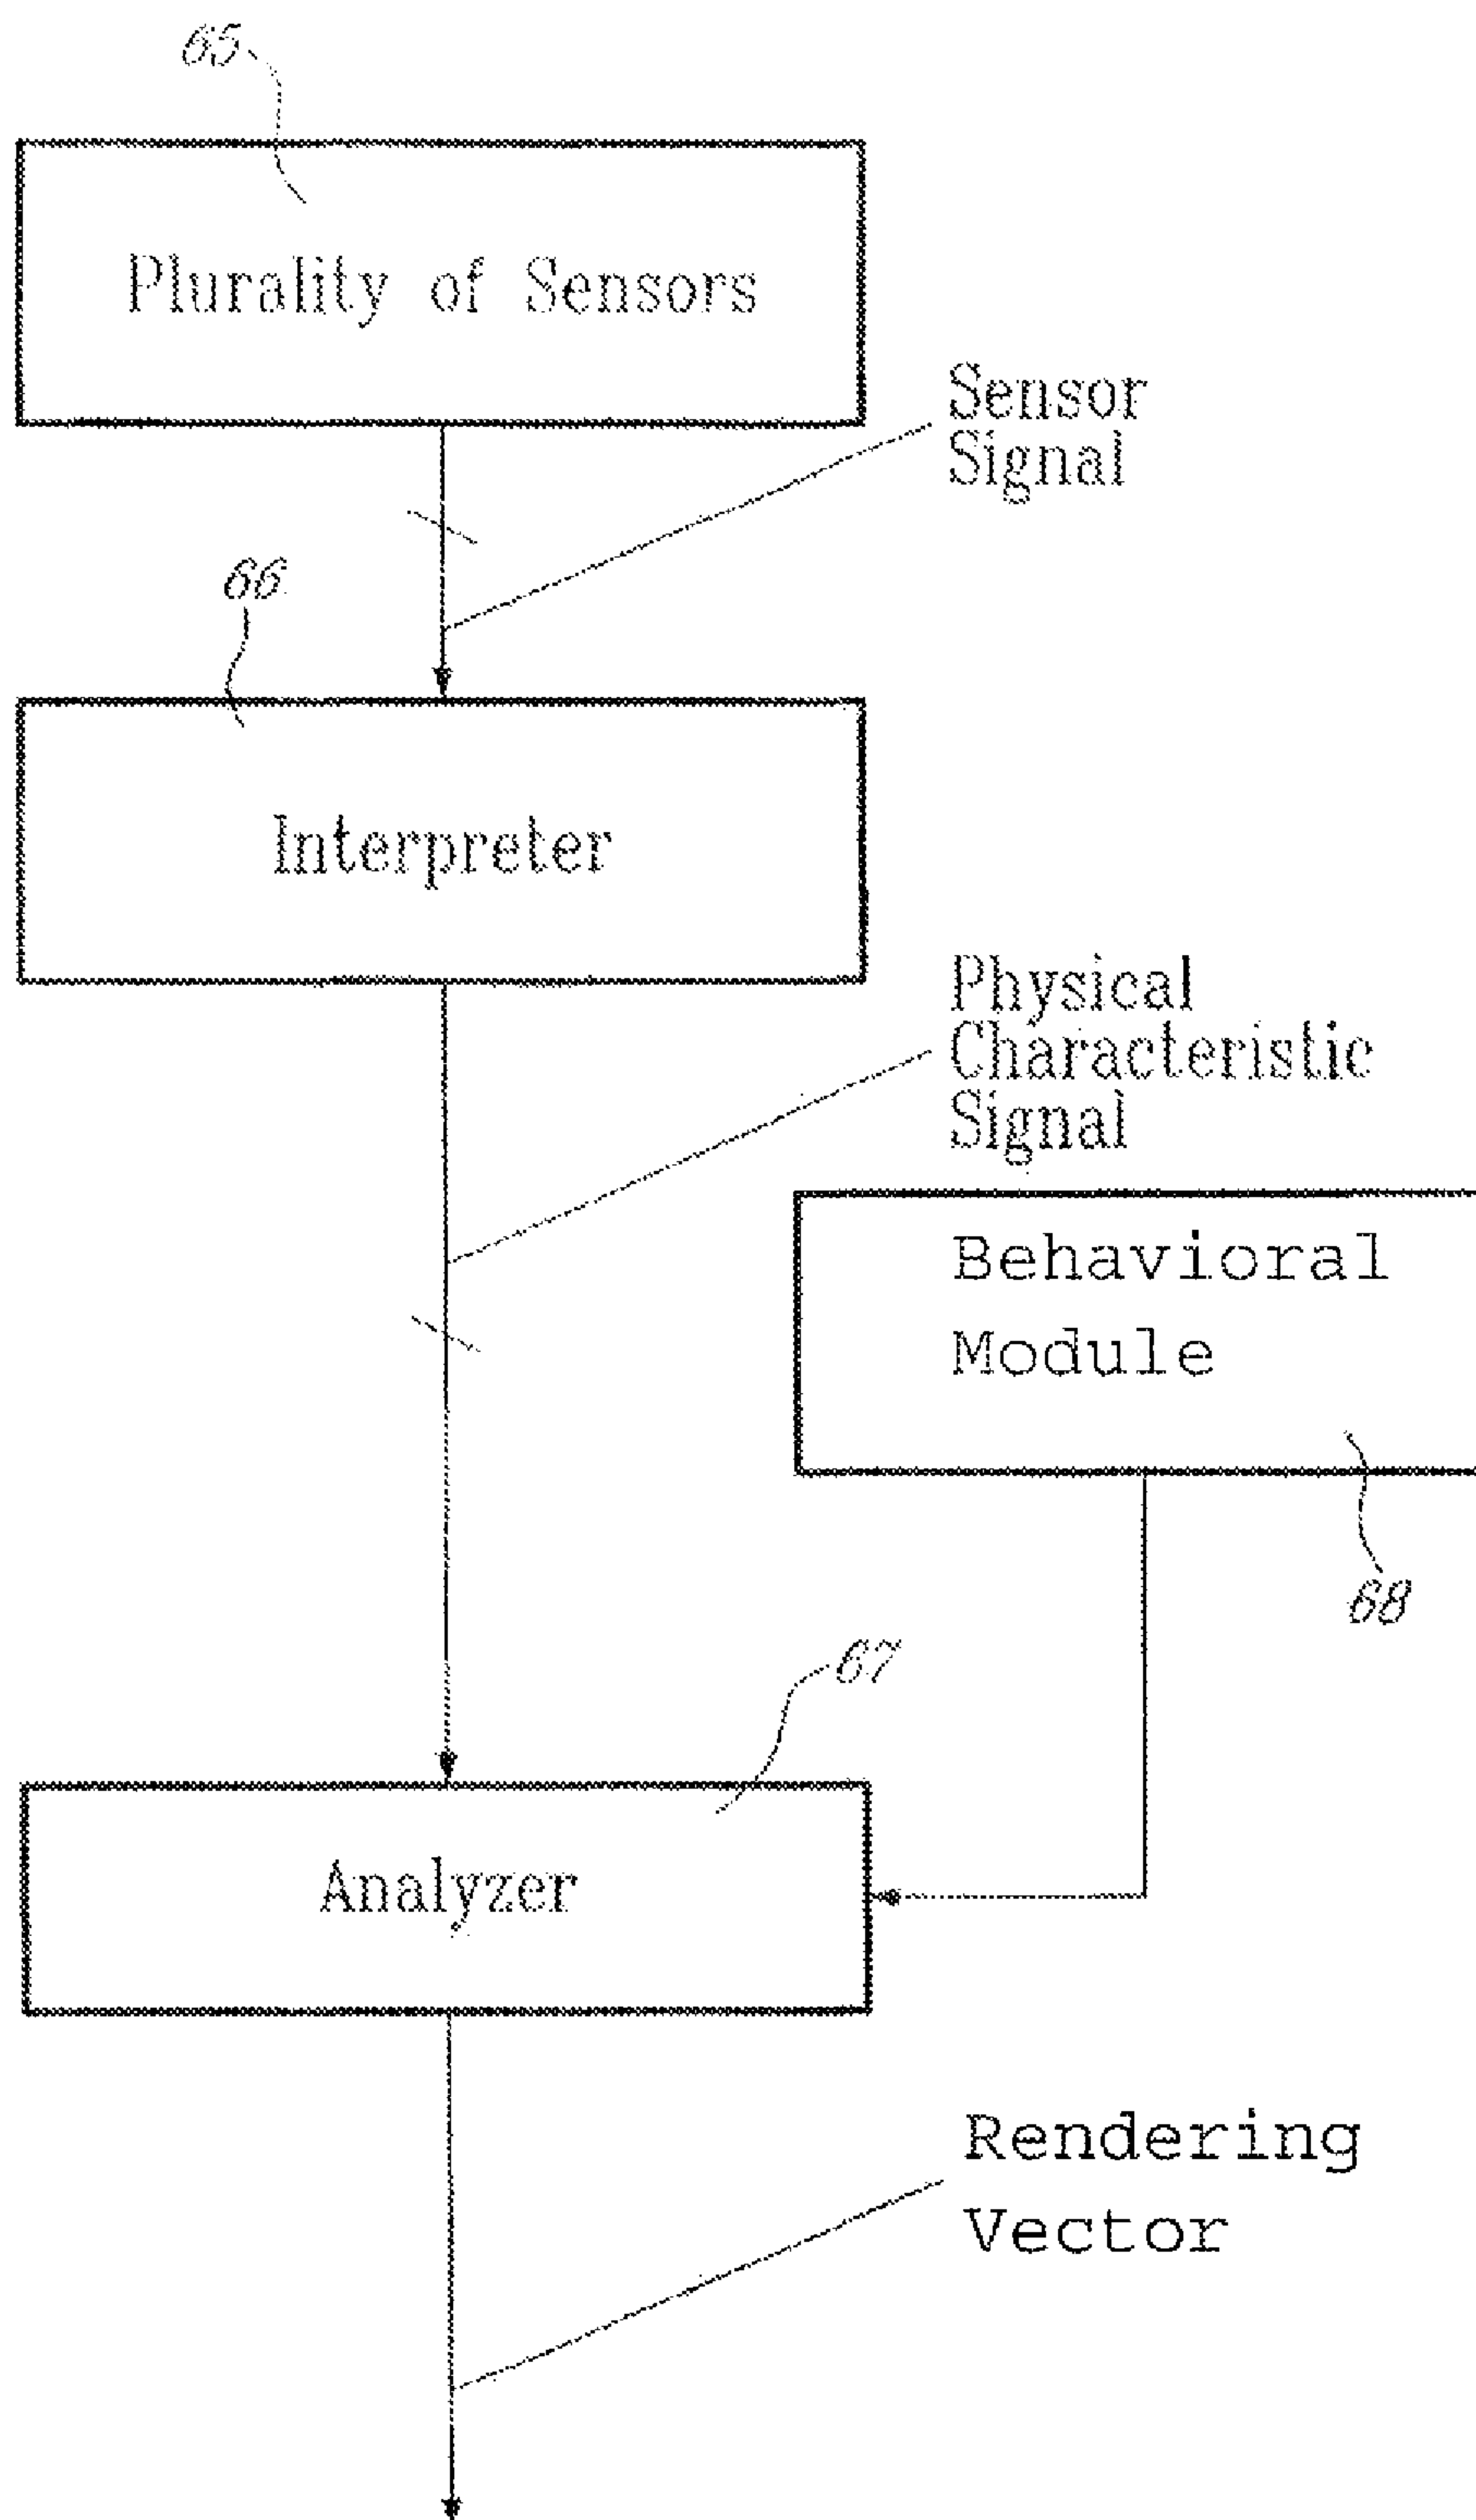 65
Plurality of Sensors
Sensor
Signal
66
Interpreter
Physical
Characteristic
Signal
Behavioral
Module
68
67
Analyzer
Rendering
Vector